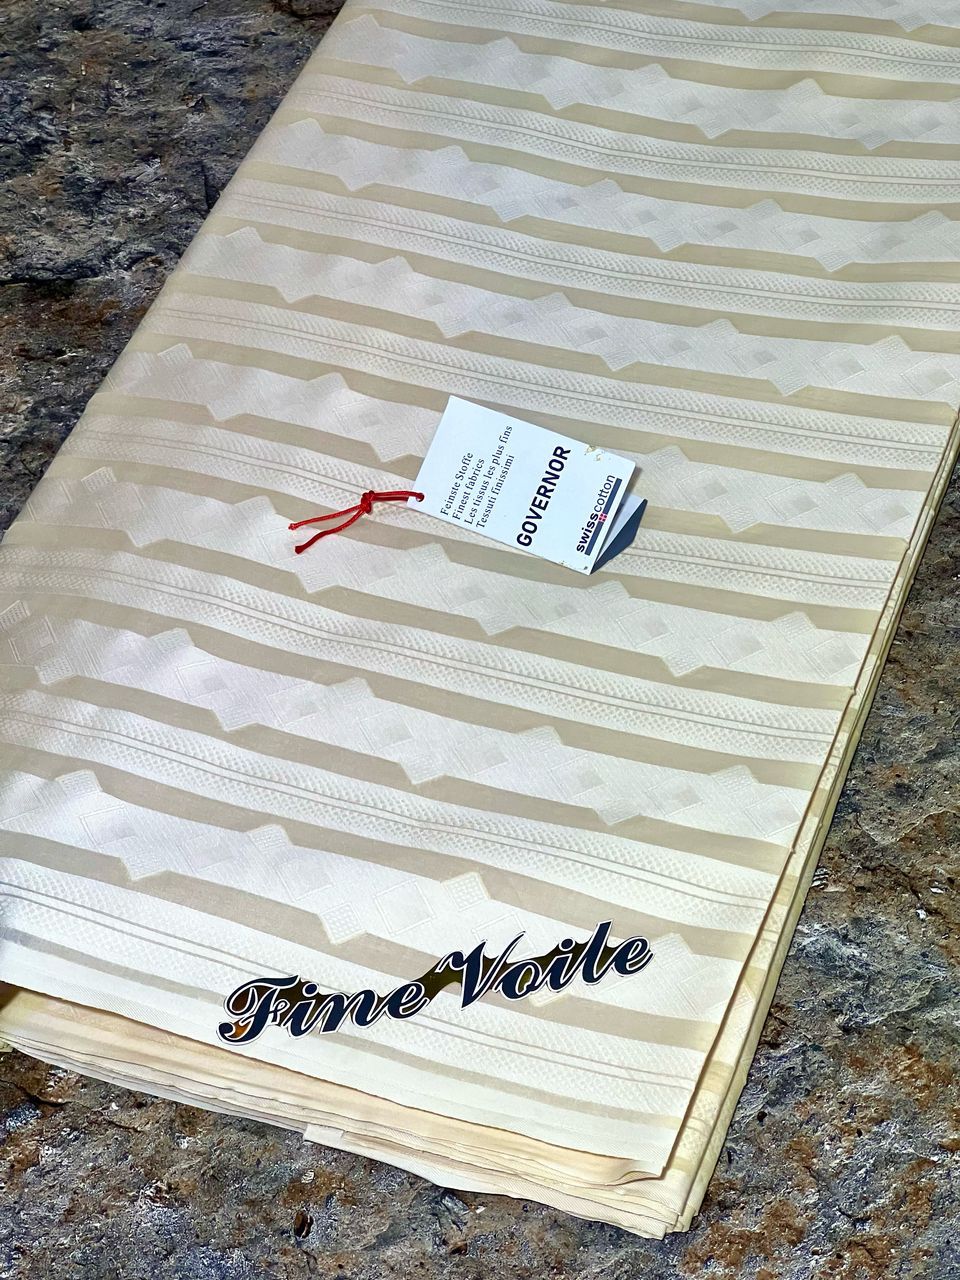 Feinste Stoffe
Finest fabrics
Les tissus les plus fins
Tessuti finissimi
GOVERNOR
swisscotton
Fine Voile